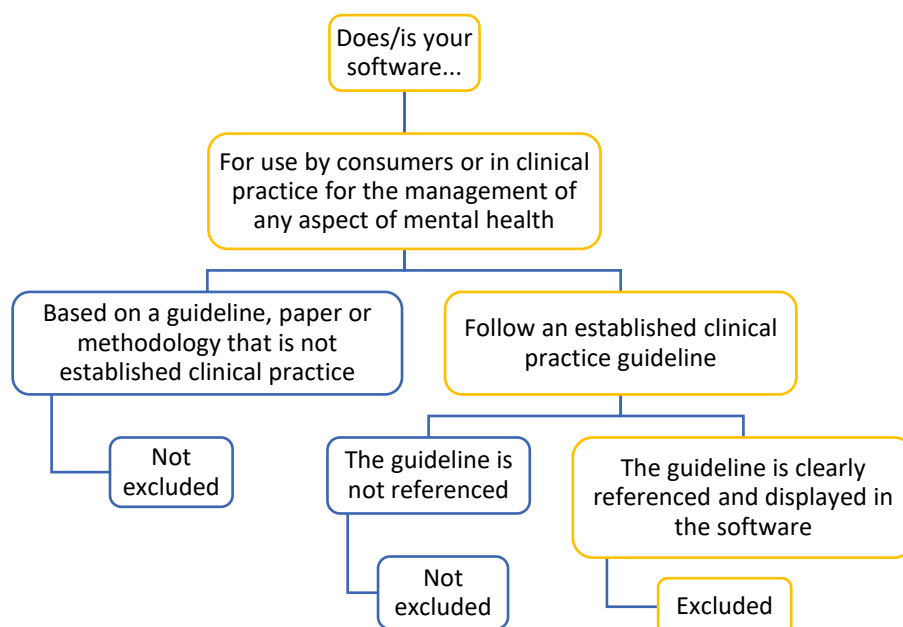 Does/is your
software...
For use by consumers or in clinical
practice for the management of
any aspect of mental health
Based on a guideline, paper or
methodology that is not
established clinical practice
Follow an established clinical
practice guideline
Not
excluded
The guideline is
not referenced
The guideline is clearly
referenced and displayed in
the software
Not
excluded
Excluded